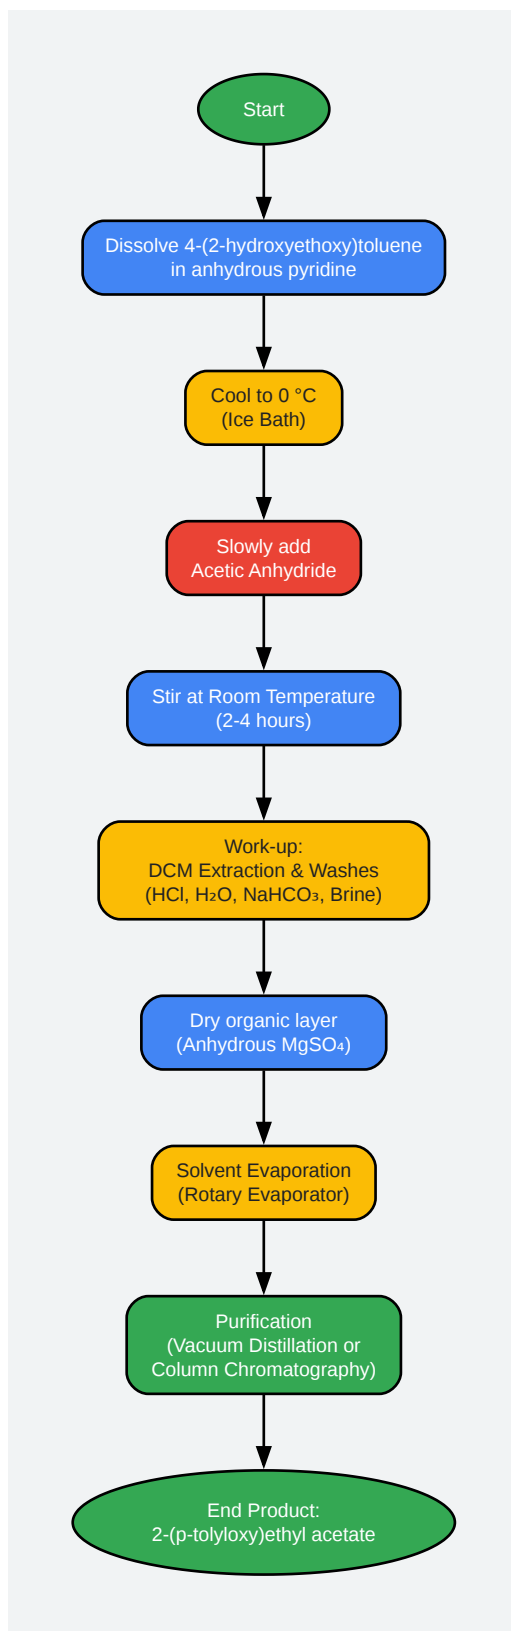 Start
Dissolve 4-(2-hydroxyethoxy)toluene
in anhydrous pyridine
Cool to 0 °C
(Ice Bath)
Slowly add
Acetic Anhydride
Stir at Room Temperature
(2-4 hours)
Work-up:
DCM Extraction & Washes
(HCl, H₂O, NaHCO₃, Brine)
Dry organic layer
(Anhydrous MgSO₄)
Solvent Evaporation
(Rotary Evaporator)
Purification
(Vacuum Distillation or
Column Chromatography)
End Product:
2-(p-tolyloxy)ethyl acetate